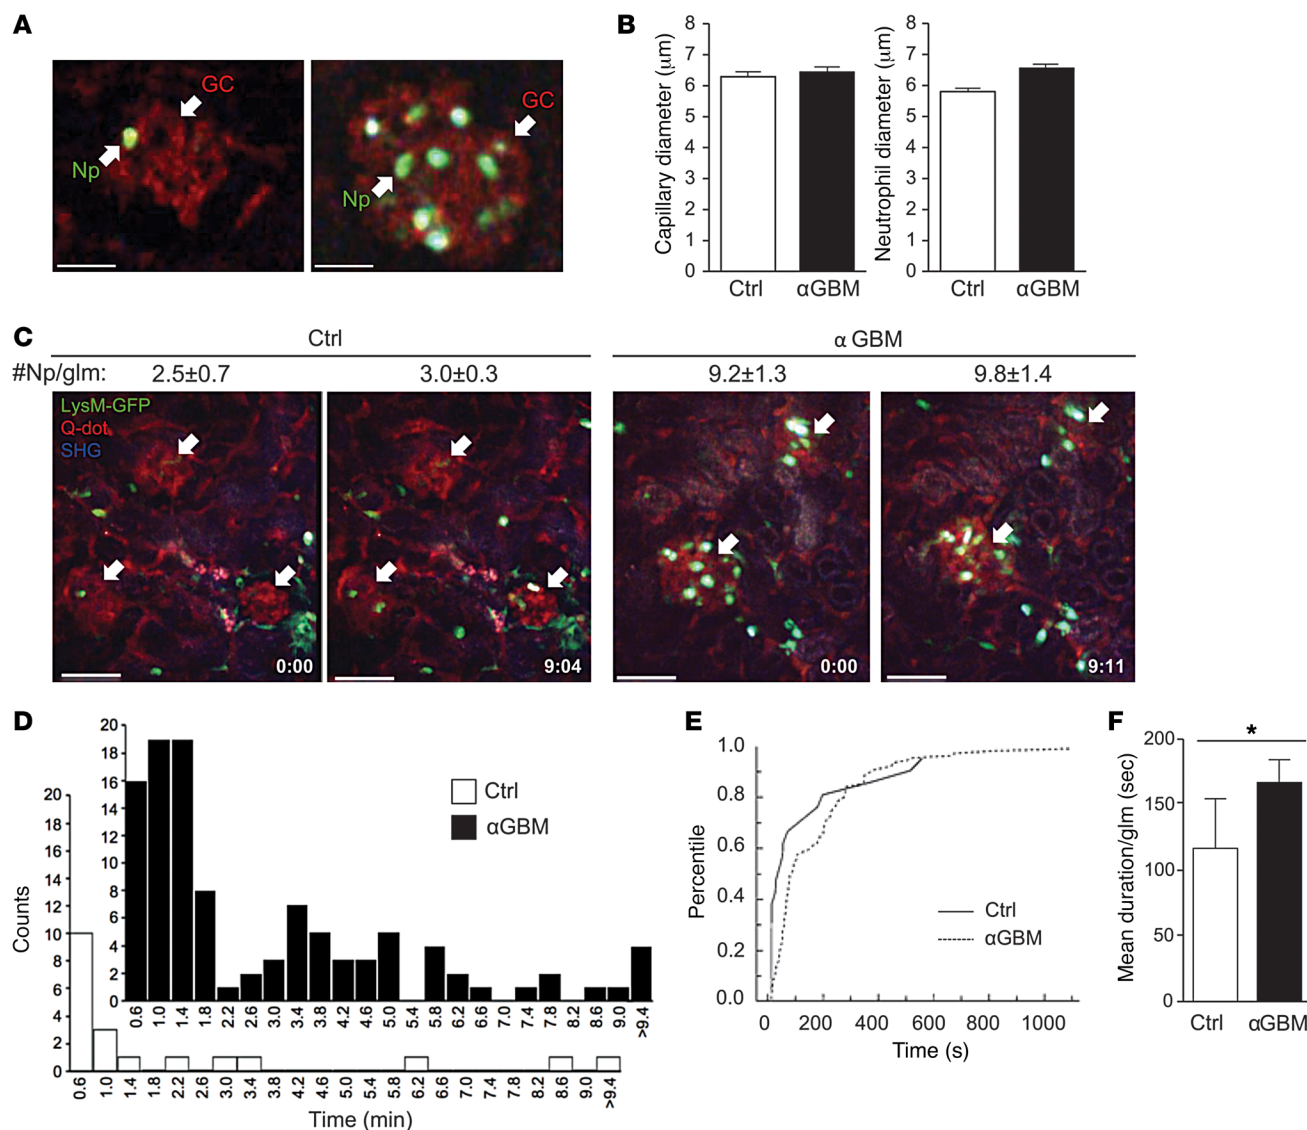 A
GC
Np
GC
Np
B
Capillary diameter (µm)
8
7
6
5
4
3
2
1
0
Ctrl
αGBM
Neutrophil diameter (µm)
8
7
6
5
4
3
2
1
0
Ctrl
αGBM
C
Ctrl
α GBM
#Np/glm:
2.5±0.7
3.0±0.3
9.2±1.3
9.8±1.4
LysM-GFP
Q-dot
SHG
0:00
9:04
0:00
9:11
D
Counts
20
18
16
14
12
10
8
6
4
2
0
0.6 1.0 1.4 1.8 2.2 2.6 3.0 3.4 3.8 4.2 4.6 5.0 5.4 5.8 6.2 6.6 7.0 7.4 7.8 8.2 8.6 9.0 >9.4
Ctrl
αGBM
20
18
16
14
12
10
8
6
4
2
0
0.6 1.0 1.4 1.8 2.2 2.6 3.0 3.4 3.8 4.2 4.6 5.0 5.4 5.8 6.2 6.6 7.0 7.4 7.8 8.2 8.6 9.0 >9.4
Time (min)
E
Percentile
1.0
0.8
0.6
0.4
0.2
0.0
Ctrl
αGBM
0 200 400 600 800 1000
Time (s)
F
Mean duration/glm (sec)
*
200
150
100
50
0
Ctrl
αGBM